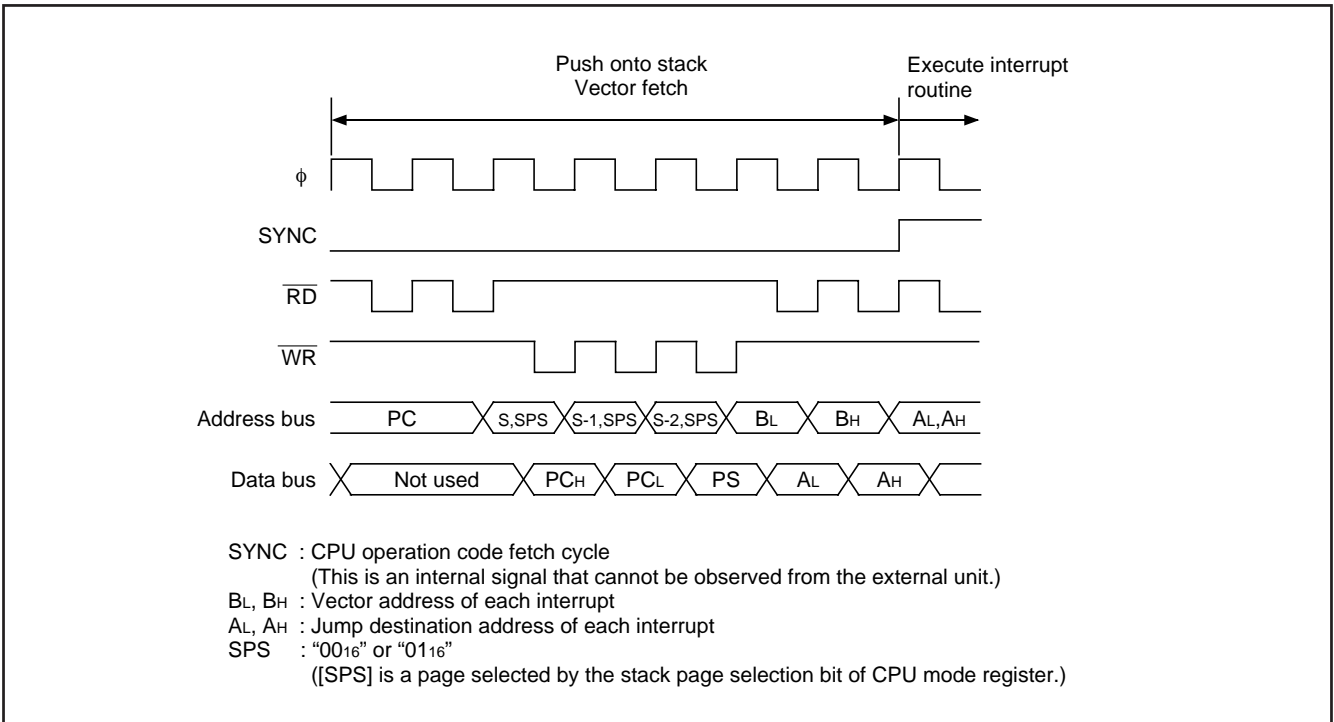 Push onto stack
Vector fetch
Execute interrupt
routine
ϕ
SYNC
RD
WR
Address bus PC S,SPS S-1,SPS S-2,SPS BL BH AL,AH
Data bus Not used PCH PCL PS AL AH
SYNC : CPU operation code fetch cycle
(This is an internal signal that cannot be observed from the external unit.)
BL, BH : Vector address of each interrupt
AL, AH : Jump destination address of each interrupt
SPS : “0016” or “0116”
([SPS] is a page selected by the stack page selection bit of CPU mode register.)